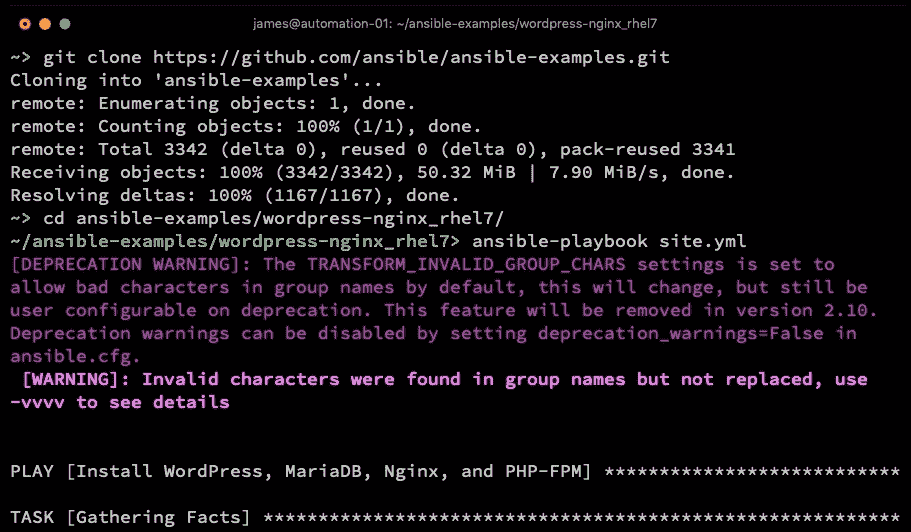 james@automation-01: ~/ansible-examples/wordpress-nginx_rhel7
~> git clone https://github.com/ansible/ansible-examples.git
Cloning into 'ansible-examples'...
remote: Enumerating objects: 1, done.
remote: Counting objects: 100% (1/1), done.
remote: Total 3342 (delta 0), reused 0 (delta 0), pack-reused 3341
Receiving objects: 100% (3342/3342), 50.32 MiB | 7.90 MiB/s, done.
Resolving deltas: 100% (1167/1167), done.
~> cd ansible-examples/wordpress-nginx_rhel7/
~/ansible-examples/wordpress-nginx_rhel7> ansible-playbook site.yml
[DEPRECATION WARNING]: The TRANSFORM_INVALID_GROUP_CHARS settings is set to
allow bad characters in group names by default, this will change, but still be
user configurable on deprecation. This feature will be removed in version 2.10.
Deprecation warnings can be disabled by setting deprecation_warnings=False in
ansible.cfg.
[WARNING]: Invalid characters were found in group names but not replaced, use
-vvvv to see details
PLAY [Install WordPress, MariaDB, Nginx, and PHP-FPM] ***************************
TASK [Gathering Facts] **********************************************************